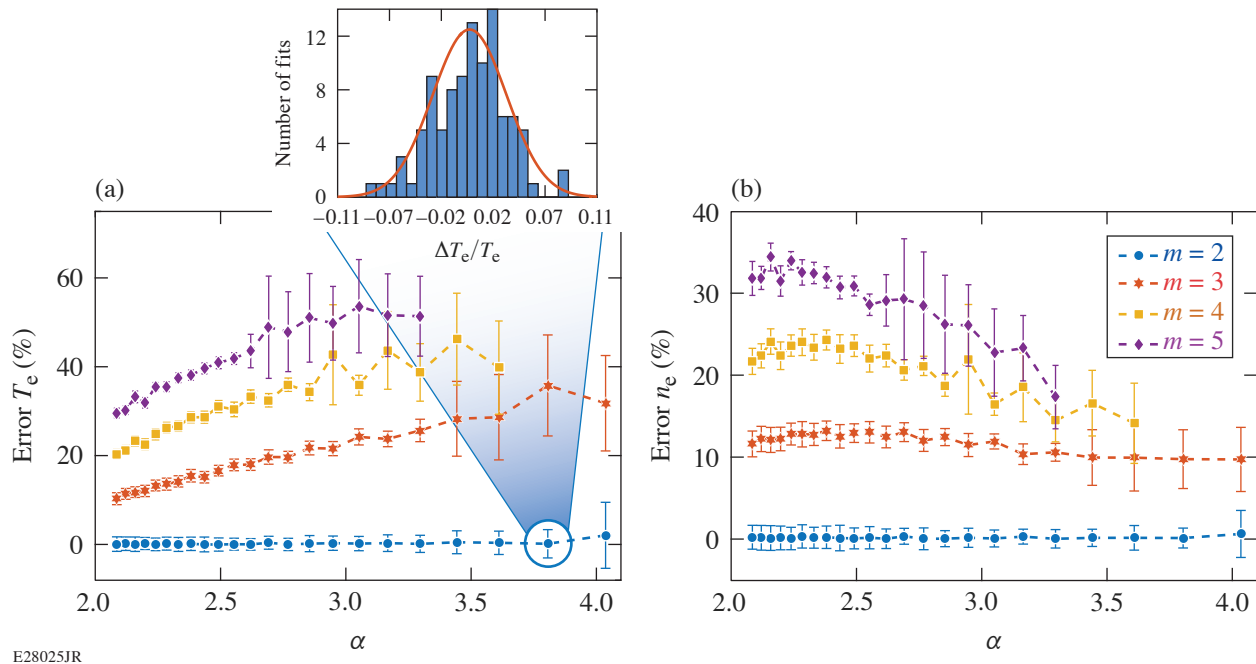 12
8
4
0
Number of fits
−0.11 −0.07 −0.02 0.02 0.07 0.11
ΔTe/Te
(a)
60
40
20
0
Error Te (%)
2.0 2.5 3.0 3.5 4.0
α
(b)
40
30
20
10
0
Error ne (%)
m = 2
m = 3
m = 4
m = 5
2.0 2.5 3.0 3.5 4.0
α
E28025JR